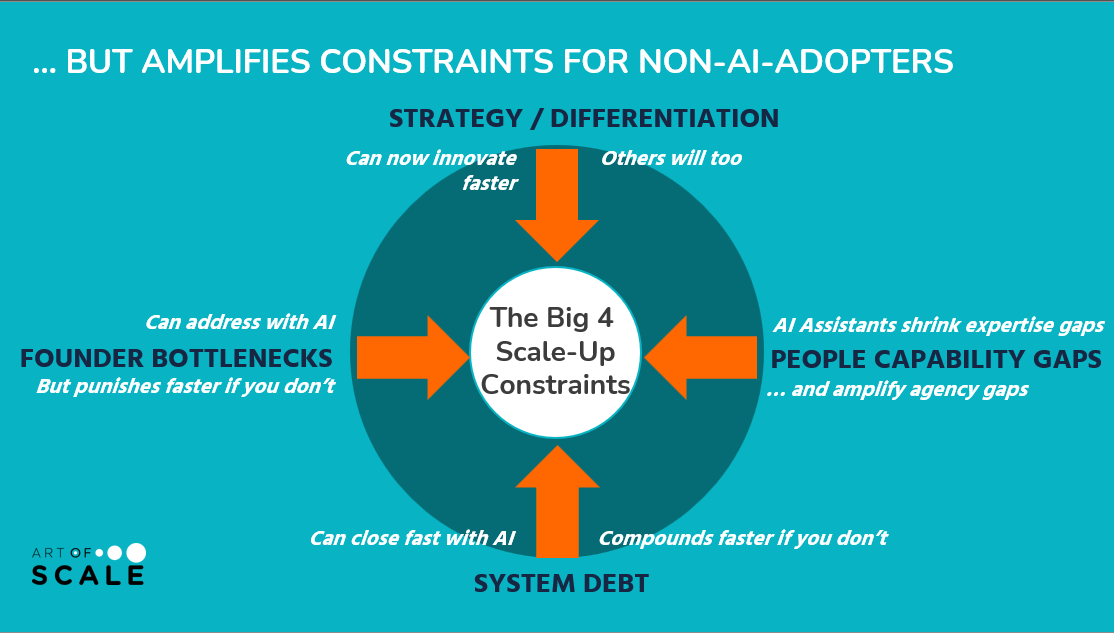 ... BUT AMPLIFIES CONSTRAINTS FOR NON-AI-ADOPTERS
STRATEGY / DIFFERENTIATION
Can now innovate
faster
Others will too
The Big 4
Scale-Up
Constraints
Can address with AI
FOUNDER BOTTLENECKS
But punishes faster if you don’t
AI Assistants shrink expertise gaps
PEOPLE CAPABILITY GAPS
... and amplify agency gaps
Can close fast with AI
Compounds faster if you don’t
SYSTEM DEBT
ART OF
SCALE